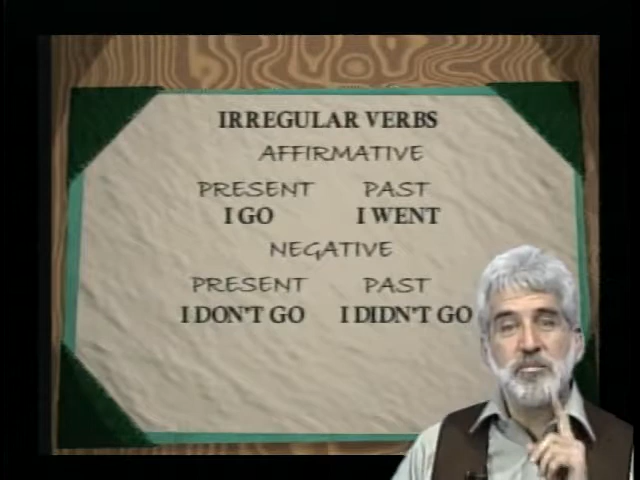 IRREGULAR VERBS
AFFIRMATIVE
PRESENT PAST
I GO I WENT
NEGATIVE
PRESENT PAST
I DON'T GO I DIDN'T GO